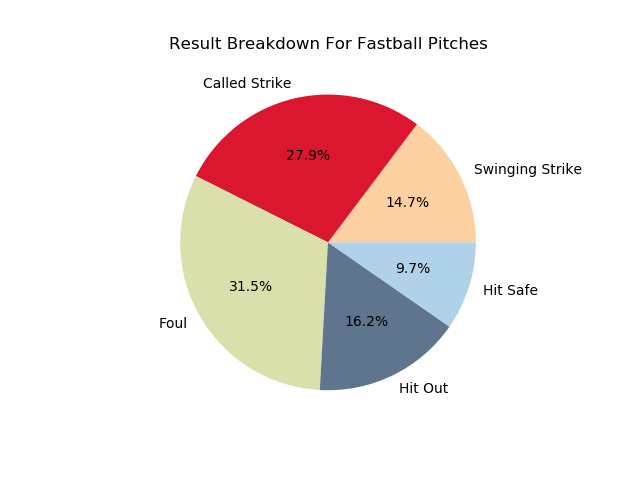 Result Breakdown For Fastball Pitches
Called Strike
27.9%
Swinging Strike
14.7%
9.7%
Hit Safe
31.5%
Foul
16.2%
Hit Out